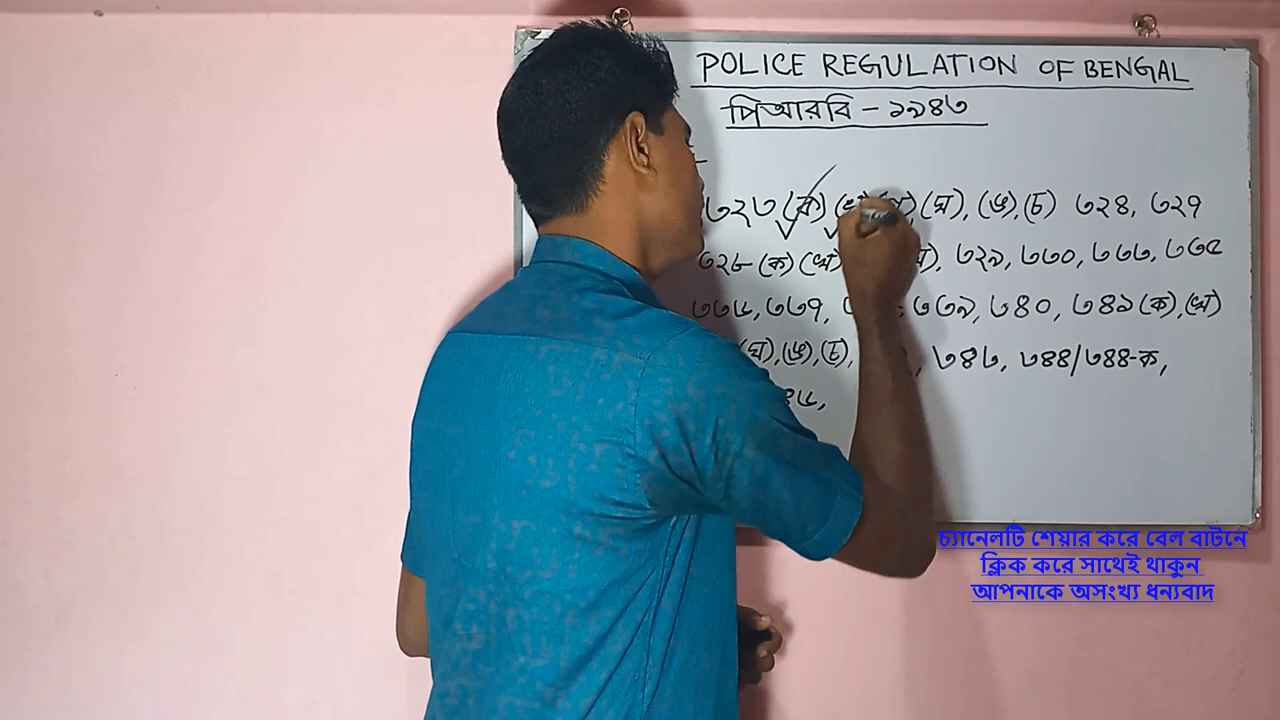 POLICE REGULATION OF BENGAL
পিআরবি - ১৯৪৩
৩২৩ (ক) (ঘ), (ঙ), (চ) ৩২৪, ৩২৭
৩২৮ (ক) (খ) ৩২৯, ৩৩০, ৩৩৩, ৩৩৫
৩৩৬, ৩৩৭, ৩৩৯, ৩৪০, ৩৪১ (ক), (খ)
(ঘ), (ঙ), (চ), ৩৪৩, ৩৪৪/৩৪৪-ক,
চ্যানেলটি শেয়ার করে বেল বাটনে
ক্লিক করে সাথেই থাকুন
আপনাকে অসংখ্য ধন্যবাদ